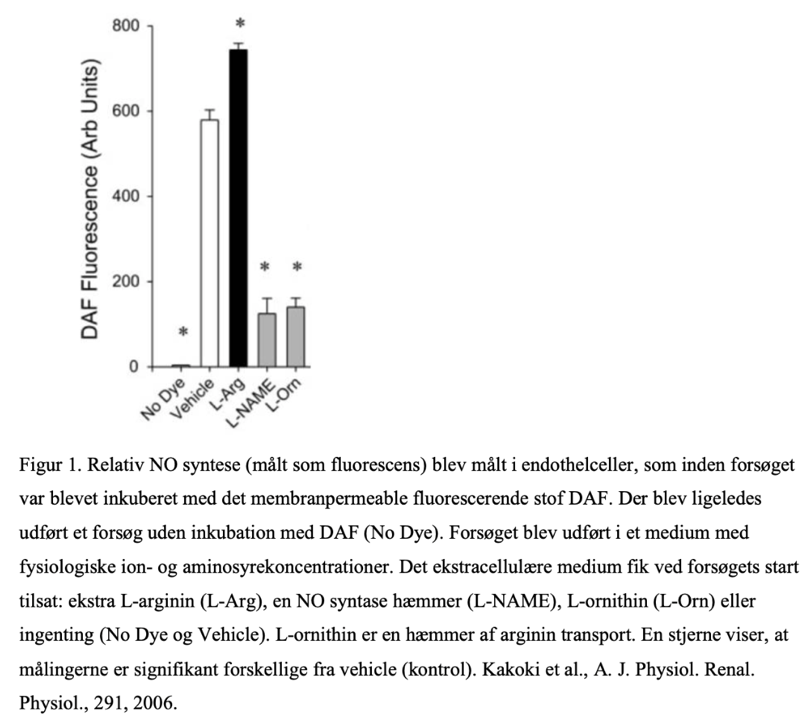 800
600
400
200
0
DAF Fluorescence (Arb Units)
*
*
*
*
No Dye
Vehicle
L-Arg
L-NAME
L-Orn
Figur 1. Relativ NO syntese (målt som fluorescens) blev målt i endothelceller, som inden forsøget
var blevet inkuberet med det membranpermeable fluorescerende stof DAF. Der blev ligeledes
udført et forsøg uden inkubation med DAF (No Dye). Forsøget blev udført i et medium med
fysiologiske ion- og aminosyrekoncentrationer. Det ekstracellulære medium fik ved forsøgets start
tilsat: ekstra L-arginin (L-Arg), en NO syntase hæmmer (L-NAME), L-ornithin (L-Orn) eller
ingenting (No Dye og Vehicle). L-ornithin er en hæmmer af arginin transport. En stjerne viser, at
målingerne er signifikant forskellige fra vehicle (kontrol). Kakoki et al., A. J. Physiol. Renal.
Physiol., 291, 2006.